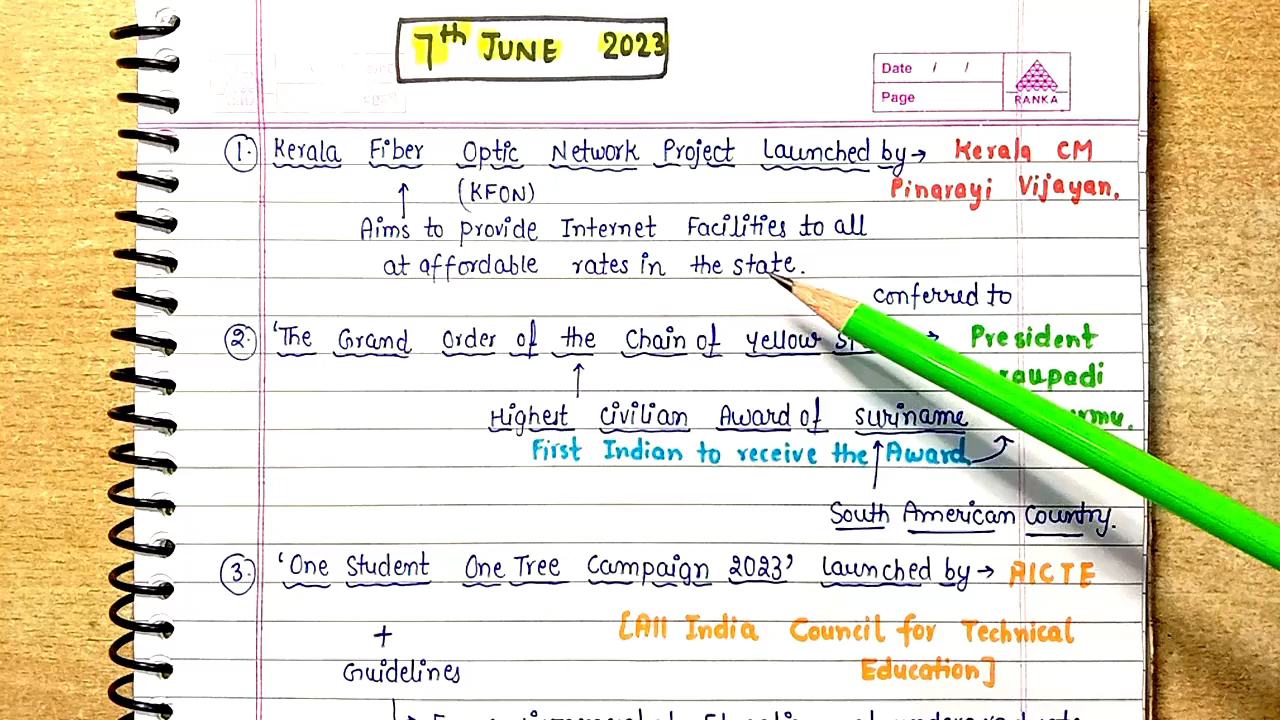 7th JUNE 2023
Date / /
Page
RANKA
1. Kerala Fiber Optic Network Project Launched by → Kerala CM
(KFON) Pinarayi Vijayan.
Aims to provide Internet Facilities to all
at affordable rates in the state.
conferred to
2. 'The Grand Order of the Chain of yellow → President
Highest Civilian Award of Suriname
First Indian to receive the Award
South American Country.
3. 'One Student One Tree Campaign 2023' launched by → AICTE
+ [All India Council for Technical
Guidelines Education]